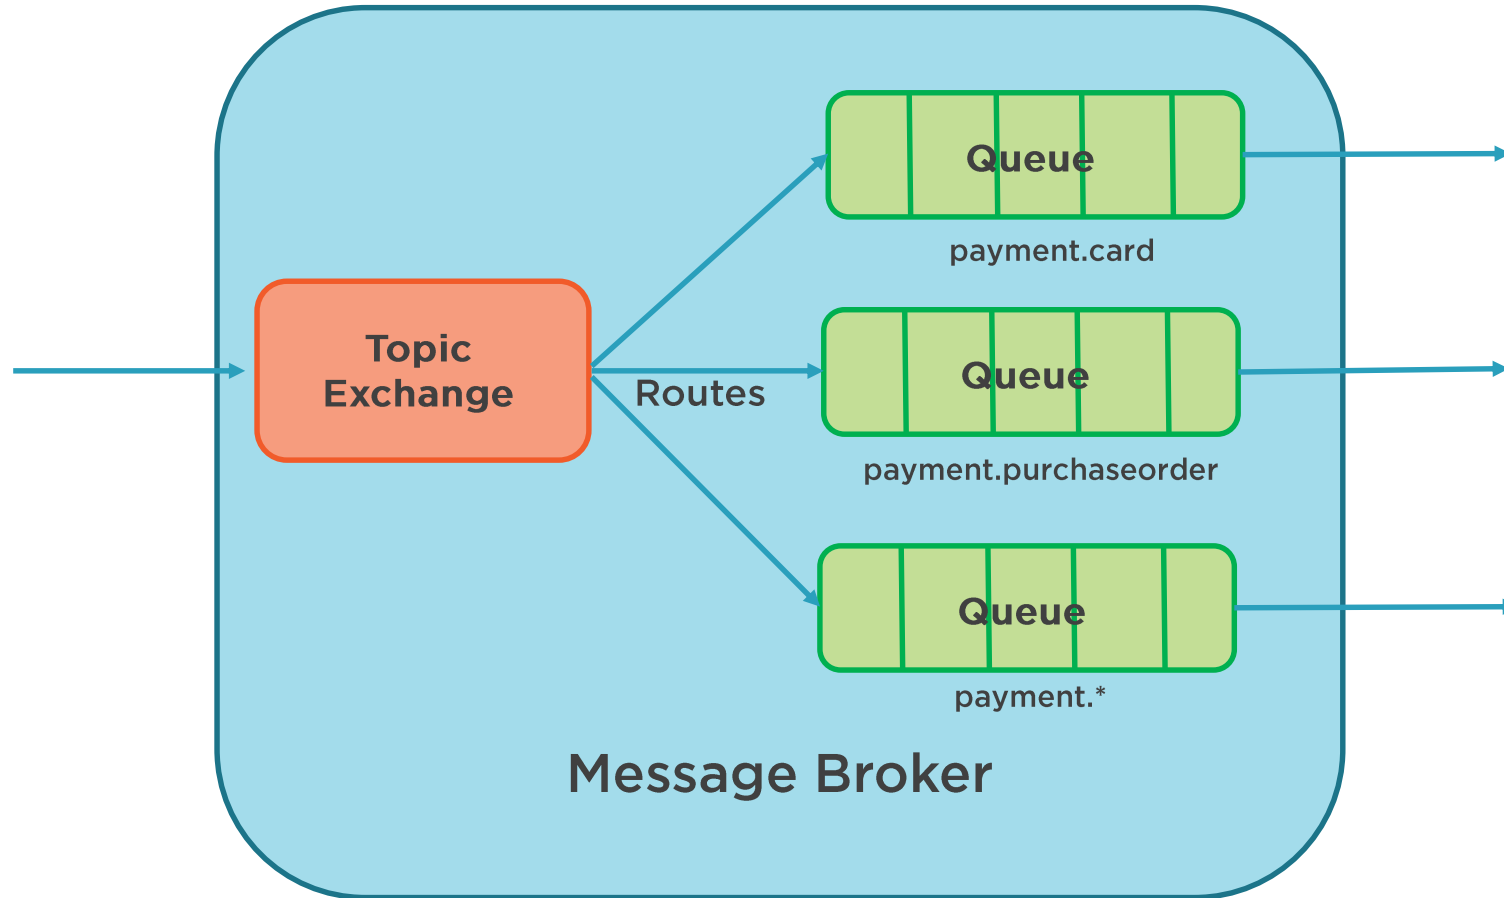 Queue
payment.card
Topic
Exchange
Routes
Queue
payment.purchaseorder
Queue
payment.*
Message Broker